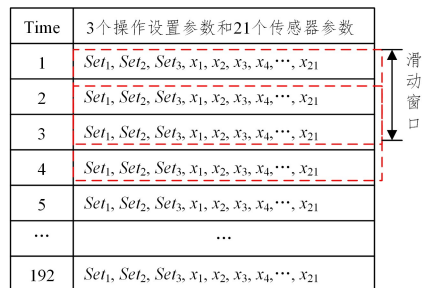 Time 3个操作设置参数和21个传感器参数
1 Set₁, Set₂, Set₃, x₁, x₂, x₃, x₄,⋯, x₂₁
2 Set₁, Set₂, Set₃, x₁, x₂, x₃, x₄,⋯, x₂₁
3 Set₁, Set₂, Set₃, x₁, x₂, x₃, x₄,⋯, x₂₁
4 Set₁, Set₂, Set₃, x₁, x₂, x₃, x₄,⋯, x₂₁
5 Set₁, Set₂, Set₃, x₁, x₂, x₃, x₄,⋯, x₂₁
⋯ ⋯
192 Set₁, Set₂, Set₃, x₁, x₂, x₃, x₄,⋯, x₂₁
滑动窗口